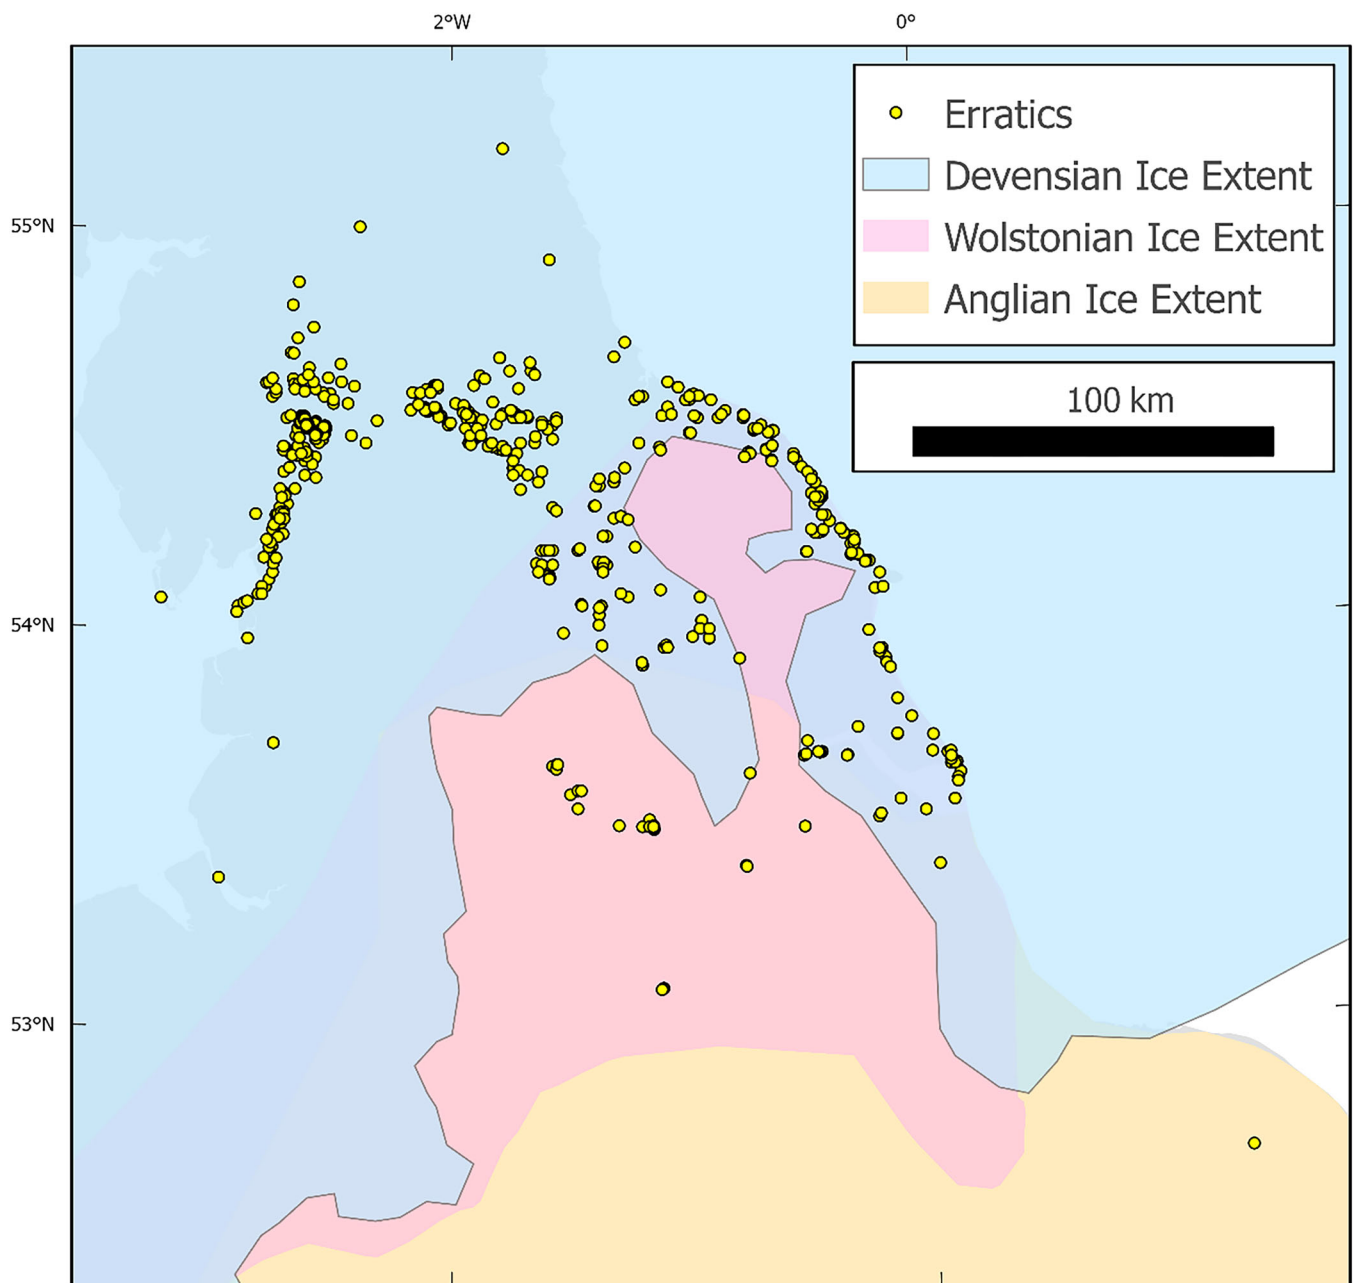 2°W
0°
Erratics
Devensian Ice Extent
Wolstonian Ice Extent
Anglian Ice Extent
100 km
55°N
54°N
53°N